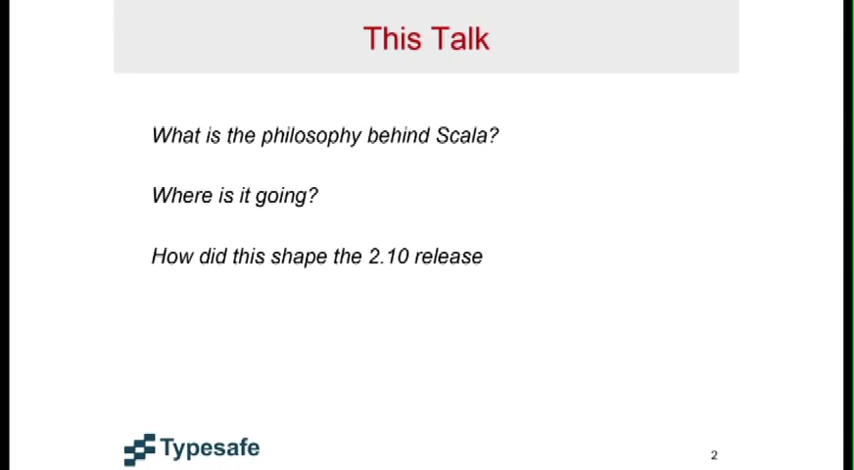 This Talk
What is the philosophy behind Scala?
Where is it going?
How did this shape the 2.10 release
Typesafe
2